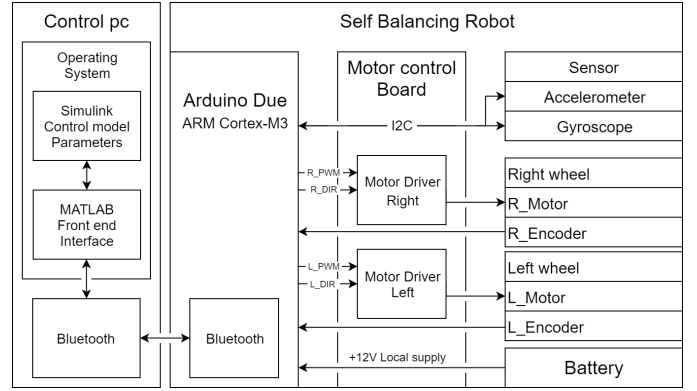 Control pc
Operating
System
Simulink
Control model
Parameters
MATLAB
Front end
Interface
Bluetooth
Self Balancing Robot
Arduino Due
ARM Cortex-M3
Bluetooth
Motor control
Board
I2C
R_PWM
R_DIR
Motor Driver
Right
L_PWM
L_DIR
Motor Driver
Left
+12V Local supply
Sensor
Accelerometer
Gyroscope
Right wheel
R_Motor
R_Encoder
Left wheel
L_Motor
L_Encoder
Battery